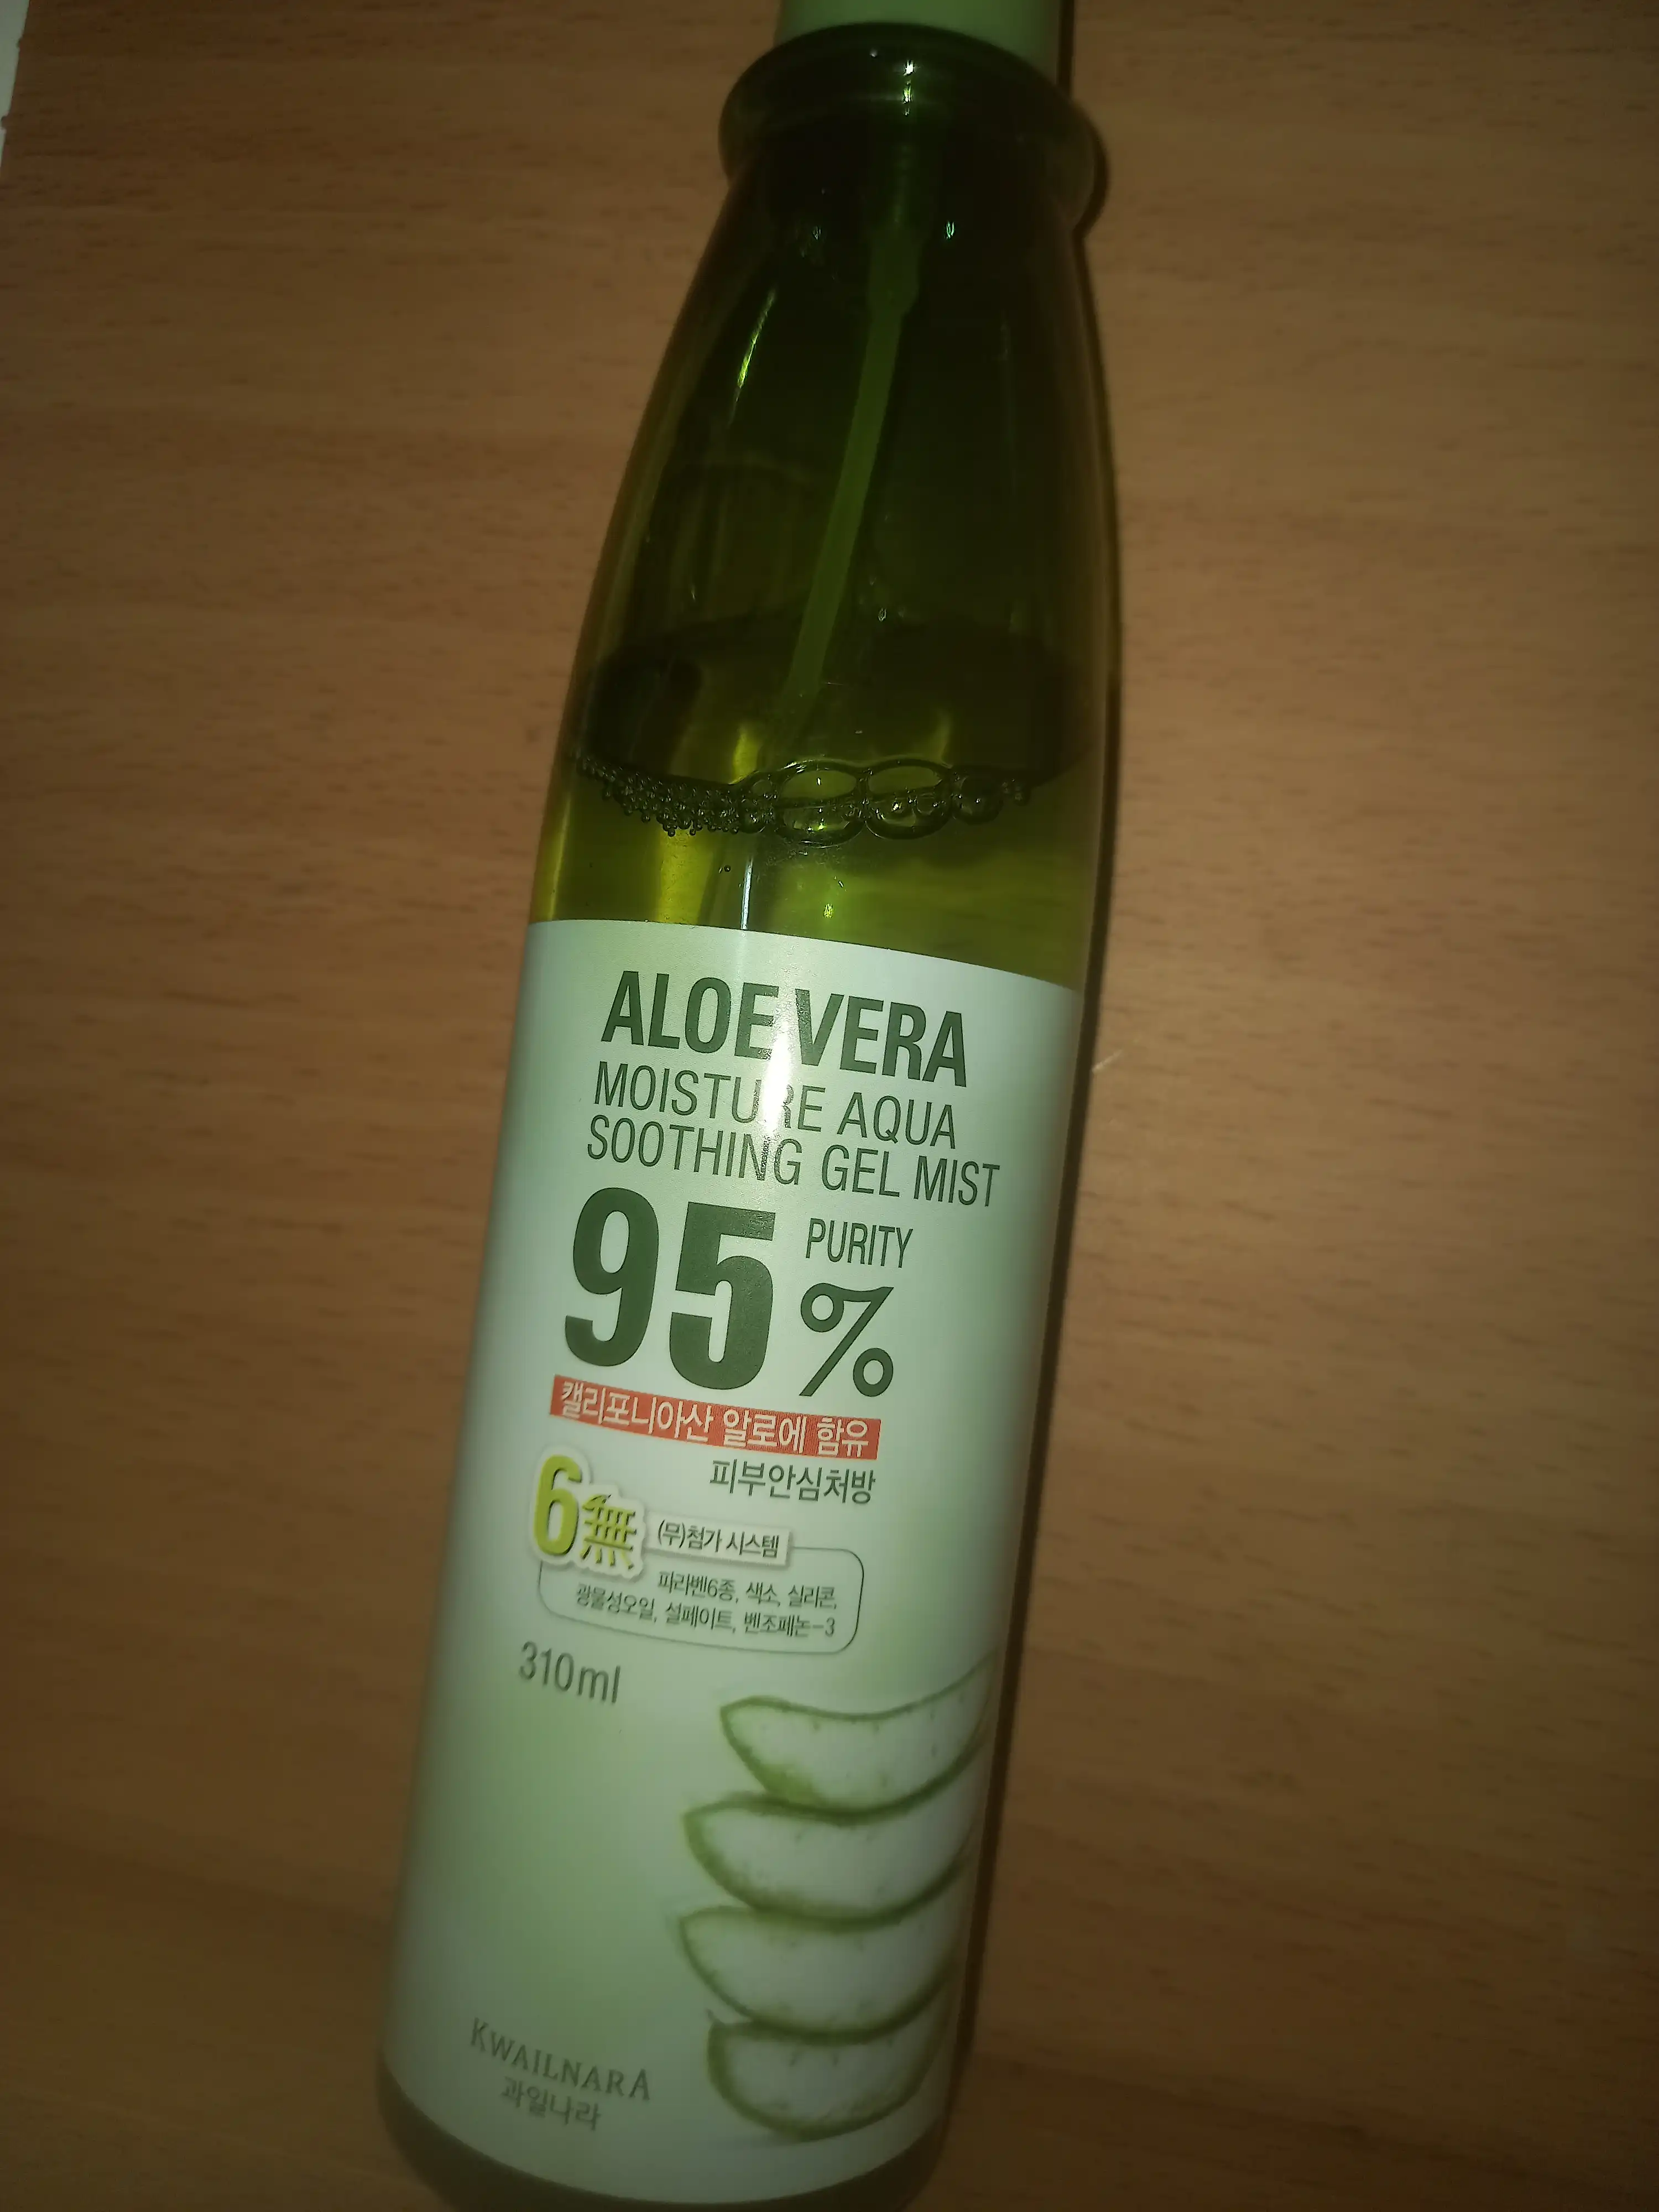 ALOE VERA
MOISTURE AQUA
SOOTHING GEL MIST
95% PURITY
캘리포니아산 알로에 함유
피부안심처방
6無 (무)첨가 시스템
파라벤6종, 색소, 실리콘,
광물성오일, 설페이트, 벤조페논-3
310ml
KWAILNARA
과일나라